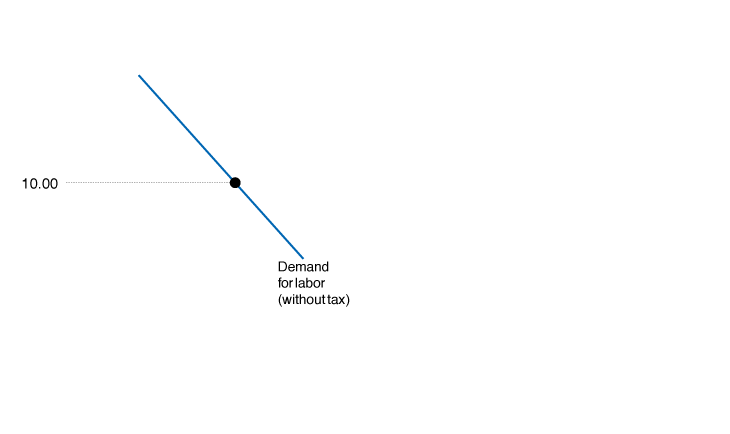 10.00
Demand
for labor
(without tax)